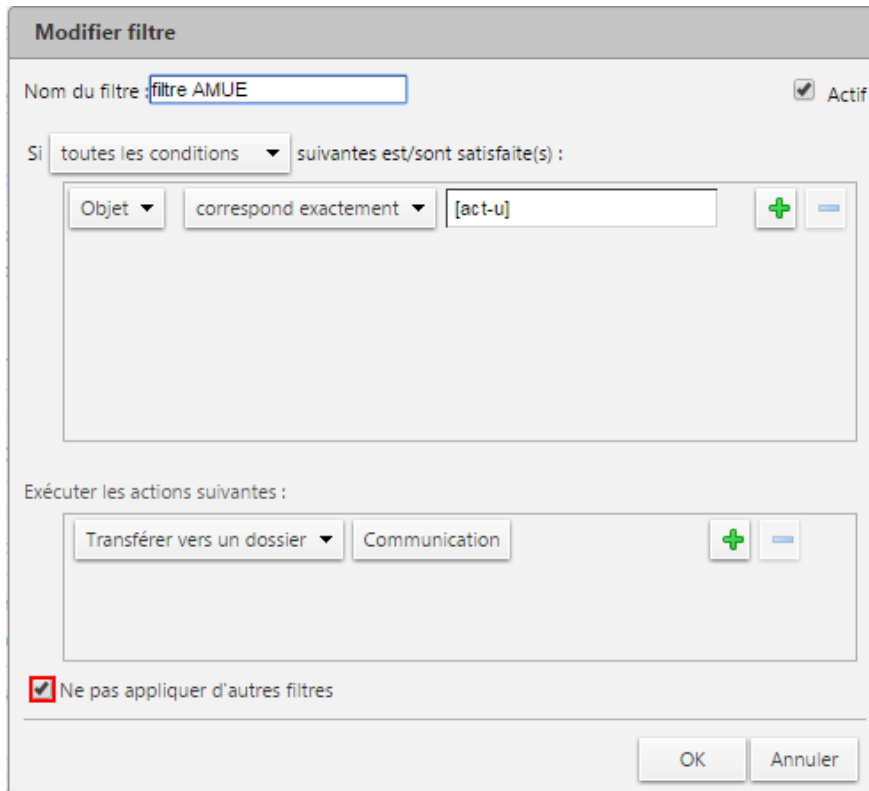 Modifier filtre
Nom du filtre : filtre AMUE Actif
Si toutes les conditions suivantes est/sont satisfaite(s) :
Objet correspond exactement [act-u]
Exécuter les actions suivantes :
Transférer vers un dossier Communication
Ne pas appliquer d'autres filtres
OK Annuler